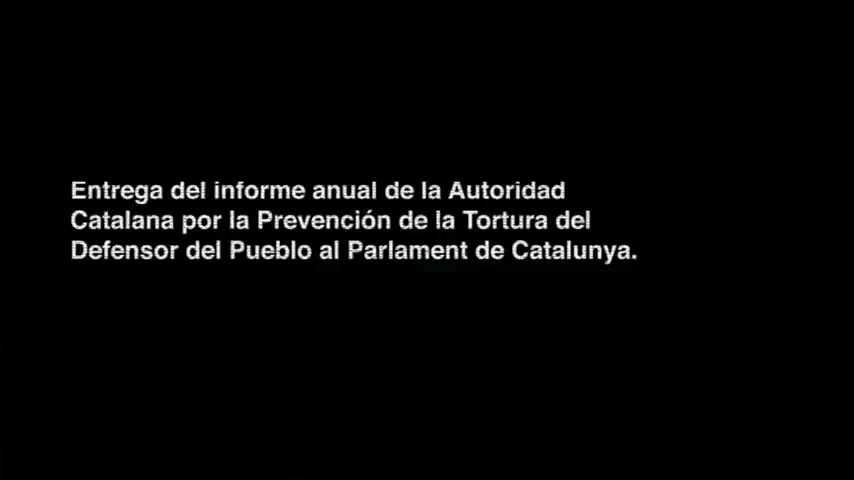 Entrega del informe anual de la Autoridad
Catalana por la Prevención de la Tortura del
Defensor del Pueblo al Parlament de Catalunya.